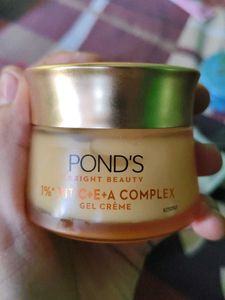 POND'S
BRIGHT BEAUTY
1%* VIT C+E+A COMPLEX
GEL CRÈME